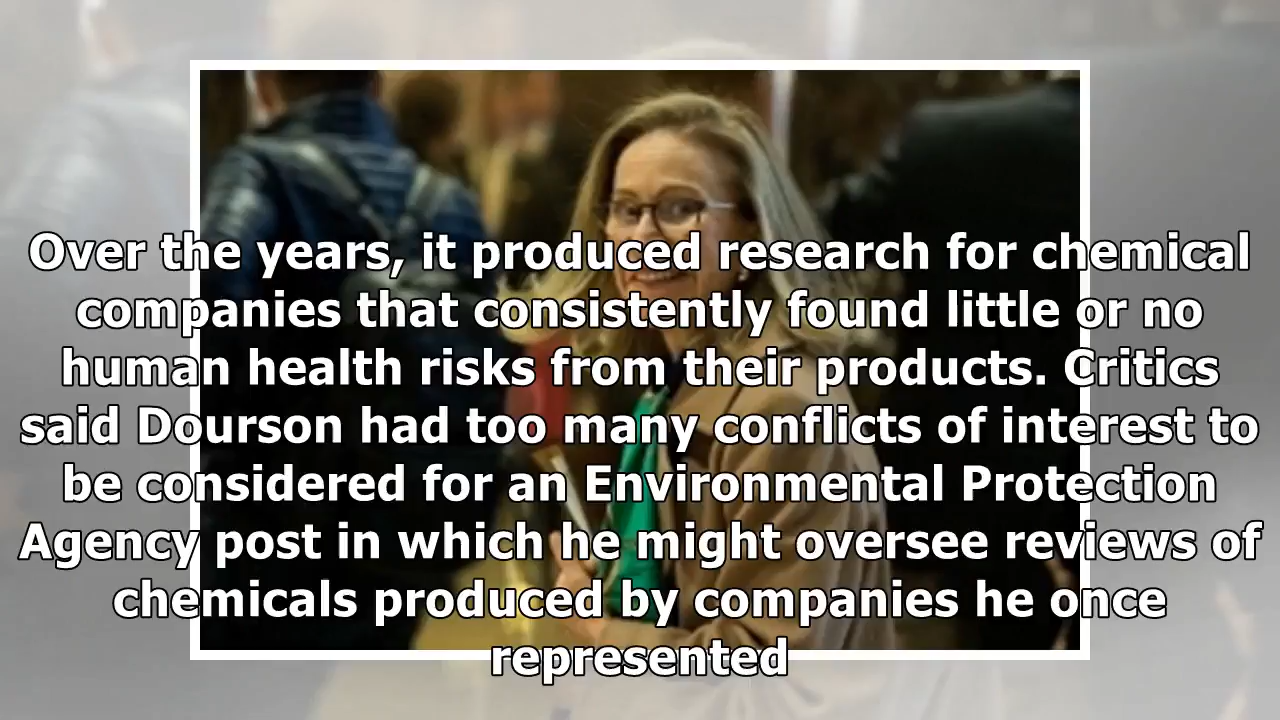 Over the years, it produced research for chemical
companies that consistently found little or no
human health risks from their products. Critics
said Dourson had too many conflicts of interest to
be considered for an Environmental Protection
Agency post in which he might oversee reviews of
chemicals produced by companies he once
represented